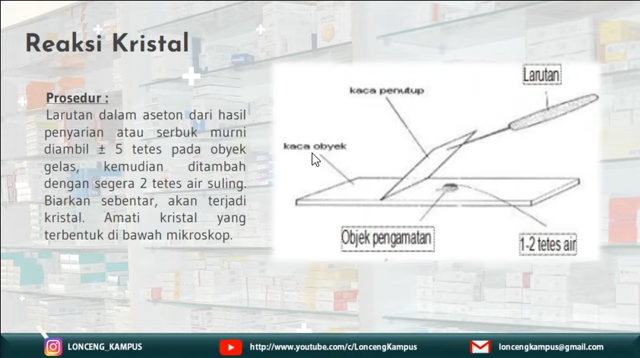 Reaksi Kristal
Prosedur :
Larutan dalam aseton dari hasil
penyarian atau serbuk murni
diambil ± 5 tetes pada obyek
gelas, kemudian ditambah
dengan segera 2 tetes air suling.
Biarkan sebentar, akan terjadi
kristal. Amati kristal yang
terbentuk di bawah mikroskop.
Larutan
kaca penutup
kaca obyek
Objek pengamatan
1-2 tetes air
LONCENG_KAMPUS
http://www.youtube.com/c/LoncengKampus
loncengkampus@gmail.com